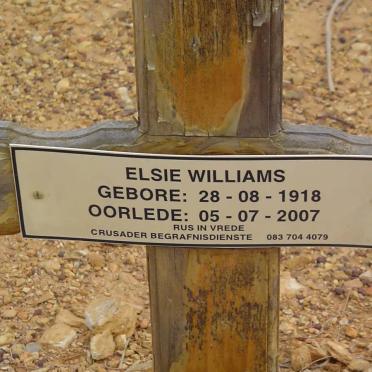 ELSIE WILLIAMS
GEBORE: 28 - 08 - 1918
OORLEDE: 05 - 07 - 2007
RUS IN VREDE
CRUSADER BEGRAFNISDIENSTE 083 704 4079